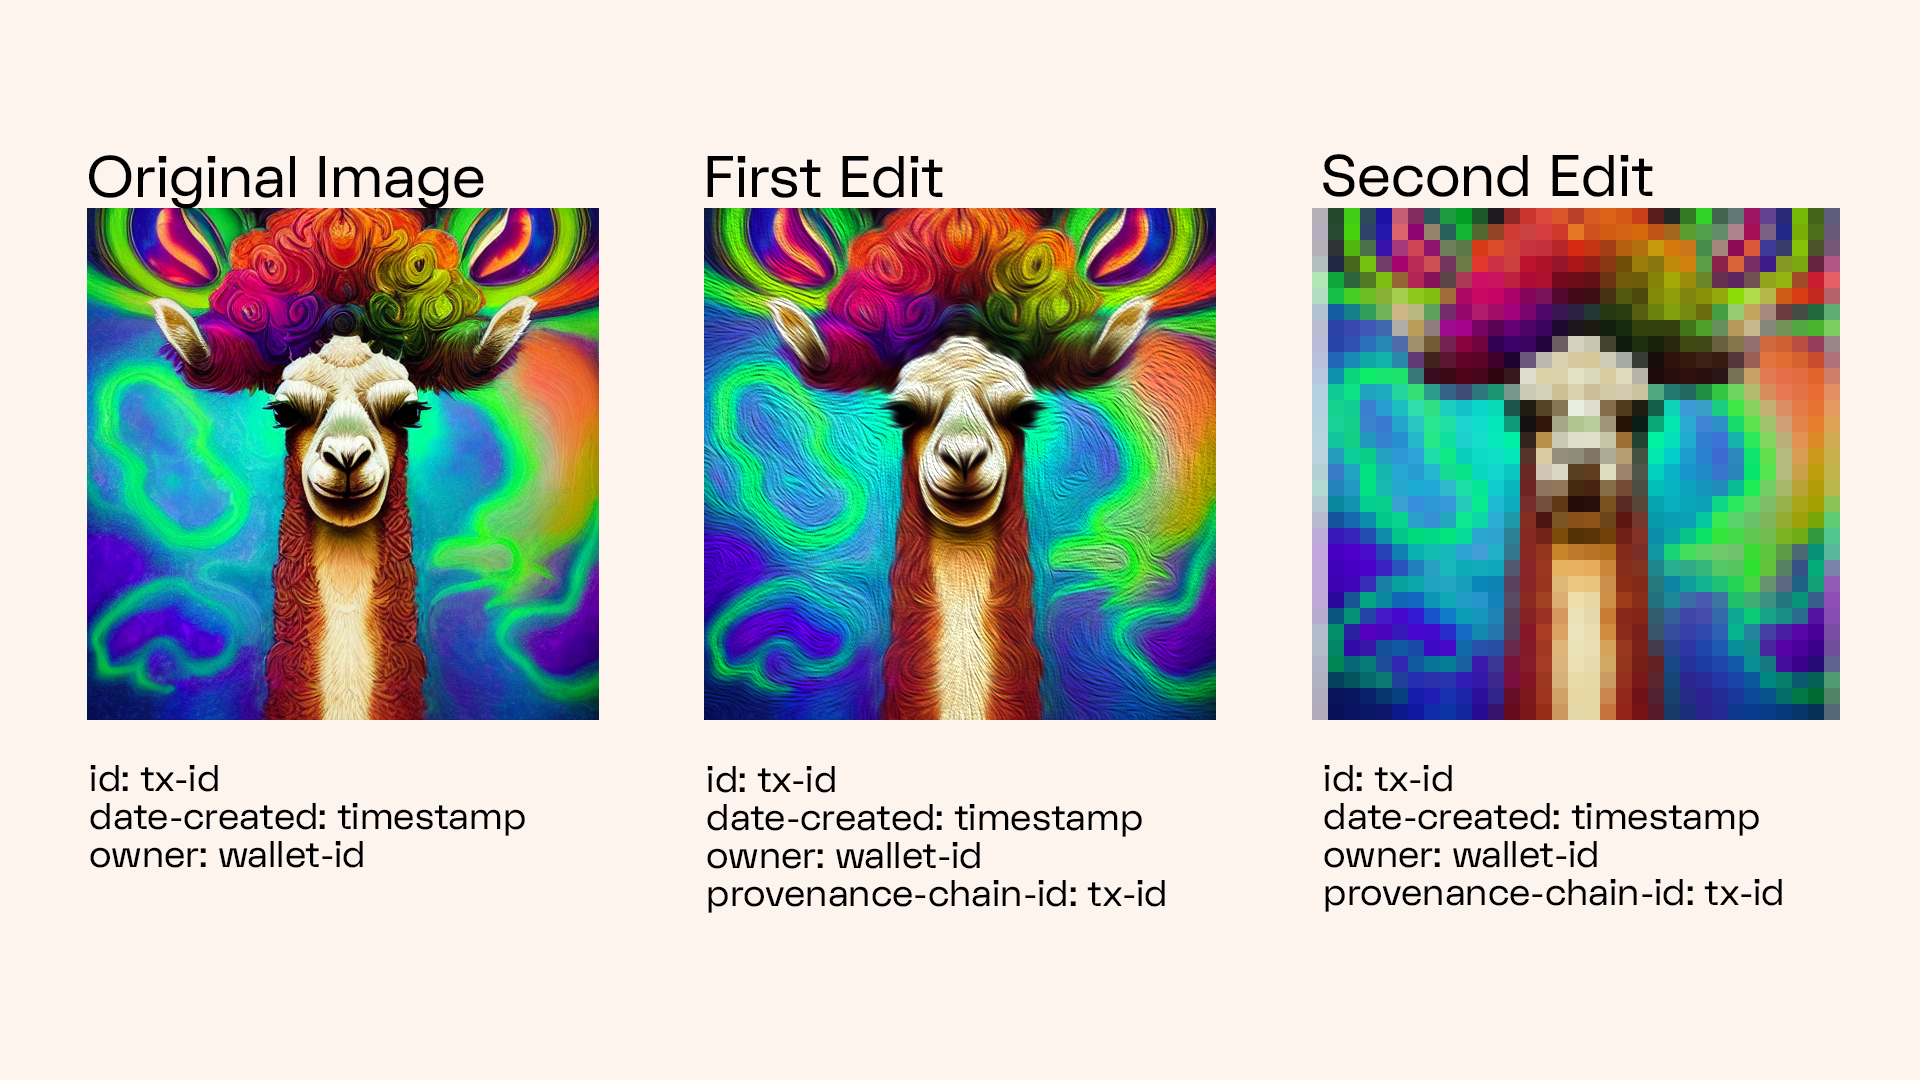 Original Image
id: tx-id
date-created: timestamp
owner: wallet-id
First Edit
id: tx-id
date-created: timestamp
owner: wallet-id
provenance-chain-id: tx-id
Second Edit
id: tx-id
date-created: timestamp
owner: wallet-id
provenance-chain-id: tx-id